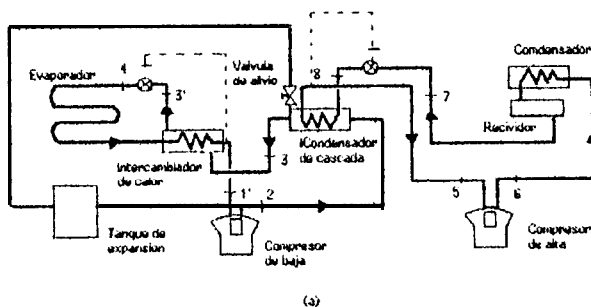 Condensador
Evaporador
4
Valvula
de alivio
'8
3'
7
Recividor
Intercambiador
de calor
3
Condensador
de cascada
1'
2
5
6
Tanque de
expansion
Compresor
de baja
Compresor
de alta
(a)